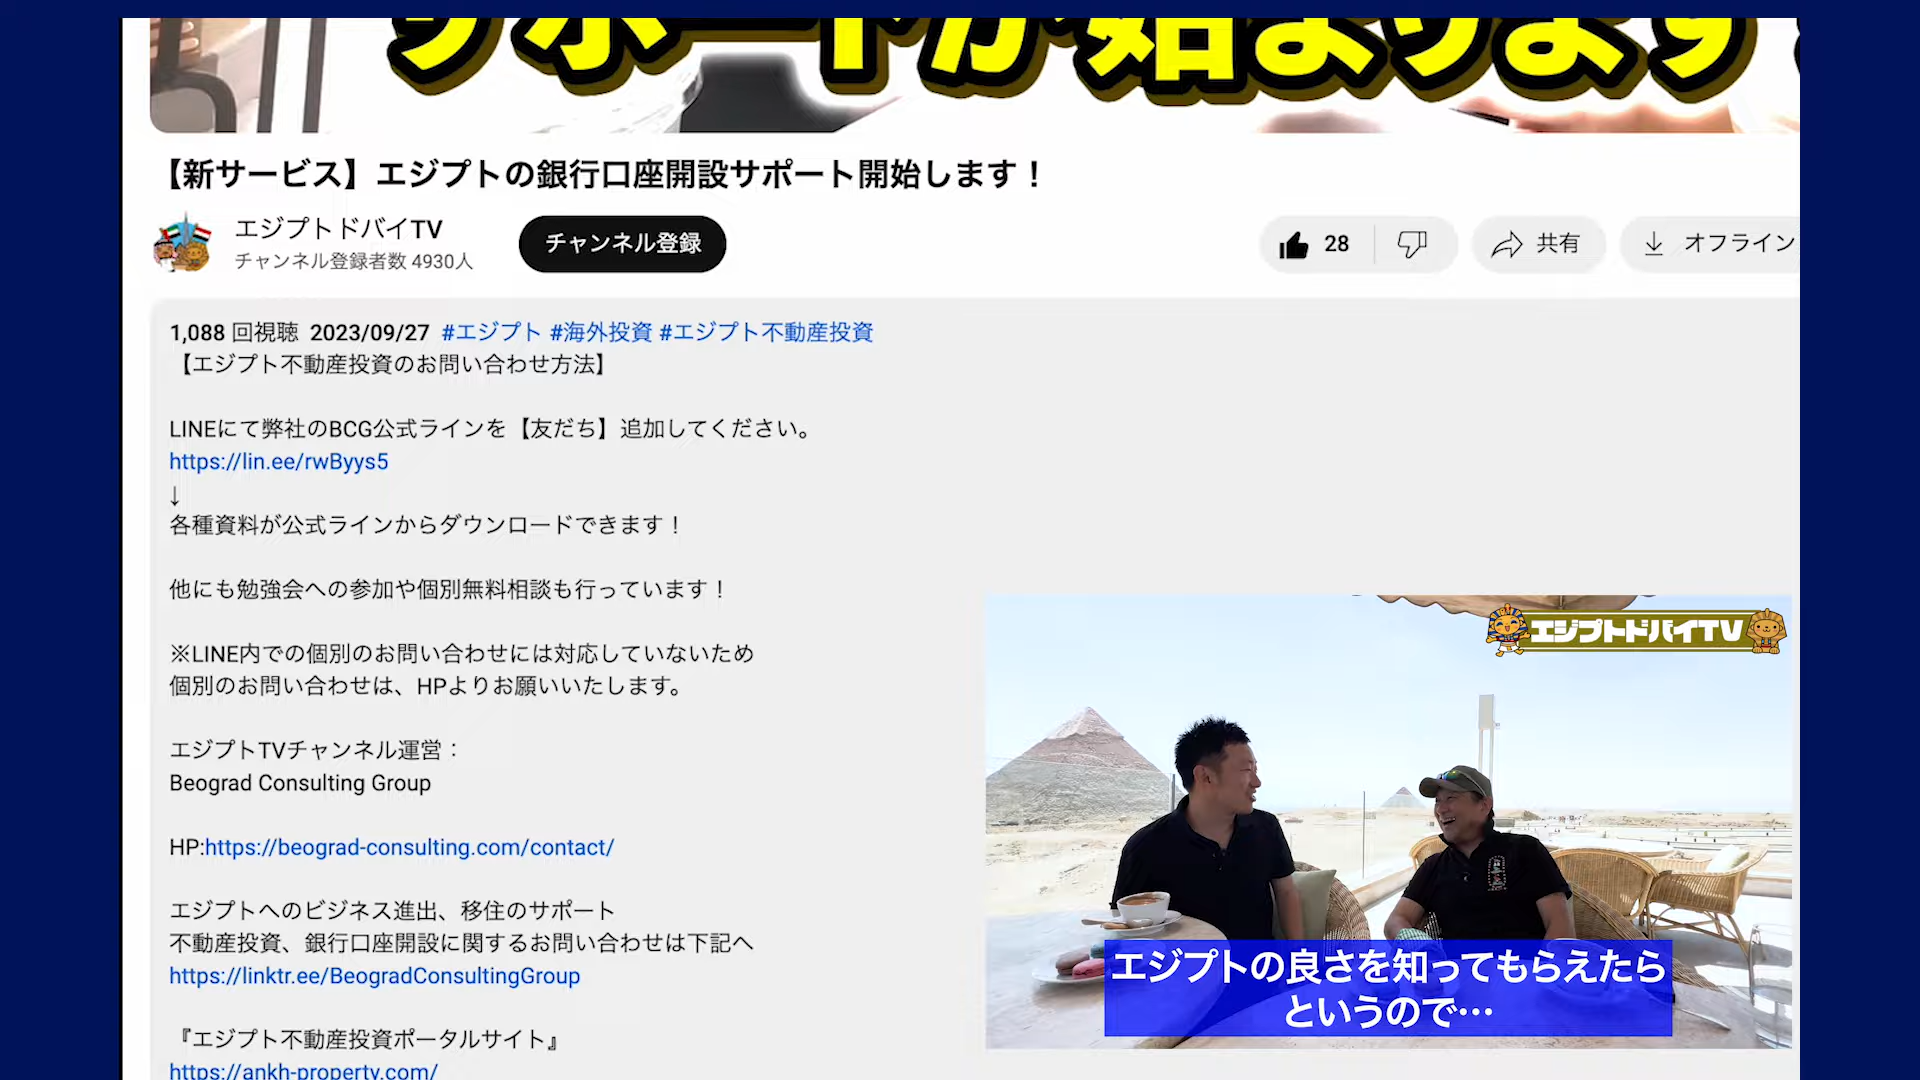 サポートが始まります
【新サービス】エジプトの銀行口座開設サポート開始します！
エジプトドバイTV
チャンネル登録者数 4930人
チャンネル登録
28
共有
オフライン
1,088 回視聴 2023/09/27 #エジプト #海外投資 #エジプト不動産投資
【エジプト不動産投資のお問い合わせ方法】
LINEにて弊社のBCG公式ラインを【友だち】追加してください。
https://lin.ee/rwByys5
↓
各種資料が公式ラインからダウンロードできます！
他にも勉強会への参加や個別無料相談も行っています！
※LINE内での個別のお問い合わせには対応していないため
個別のお問い合わせは、HPよりお願いいたします。
エジプトTVチャンネル運営：
Beograd Consulting Group
HP:https://beograd-consulting.com/contact/
エジプトへのビジネス進出、移住のサポート
不動産投資、銀行口座開設に関するお問い合わせは下記へ
https://linktr.ee/BeogradConsultingGroup
『エジプト不動産投資ポータルサイト』
https://ankh-property.com/
エジプトドバイTV
エジプトの良さを知ってもらえたら
というので…